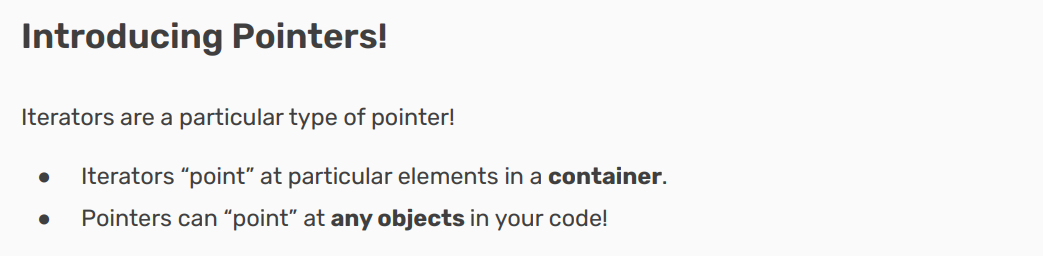 Introducing Pointers!
Iterators are a particular type of pointer!
● Iterators “point” at particular elements in a container.
● Pointers can “point” at any objects in your code!